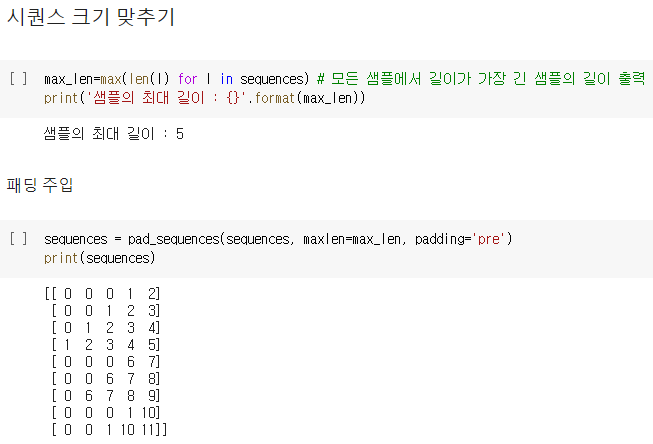 시퀀스 크기 맞추기
[ ] max_len=max(len(l) for l in sequences) # 모든 샘플에서 길이가 가장 긴 샘플의 길이 출력
print('샘플의 최대 길이 : {}'.format(max_len))
샘플의 최대 길이 : 5
패딩 주입
[ ] sequences = pad_sequences(sequences, maxlen=max_len, padding='pre')
print(sequences)
[[ 0 0 0 1 2]
[ 0 0 1 2 3]
[ 0 1 2 3 4]
[ 1 2 3 4 5]
[ 0 0 0 6 7]
[ 0 0 6 7 8]
[ 0 6 7 8 9]
[ 0 0 0 1 10]
[ 0 0 1 10 11]]